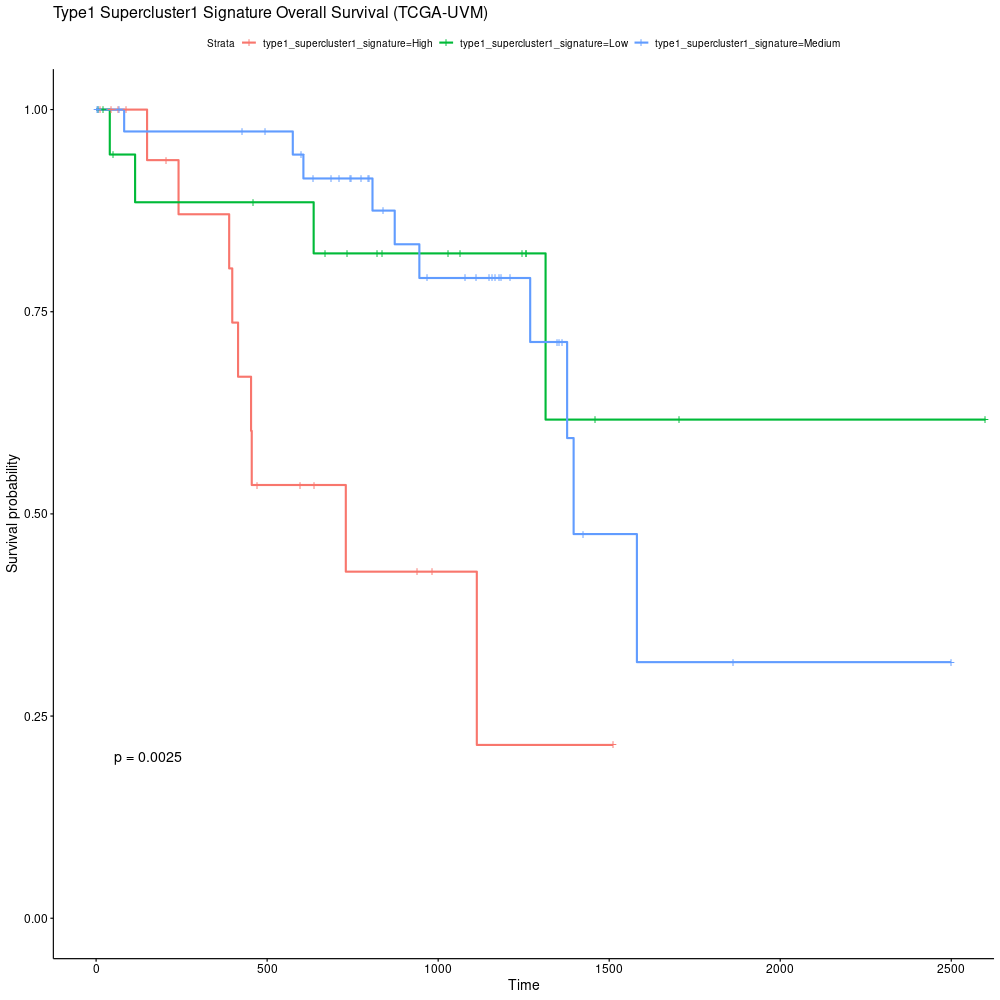 Type1 Supercluster1 Signature Overall Survival (TCGA-UVM)
Strata type1_supercluster1_signature=High type1_supercluster1_signature=Low type1_supercluster1_signature=Medium
1.00
0.75
0.50
0.25
0.00
Survival probability
p = 0.0025
0 500 1000 1500 2000 2500
Time